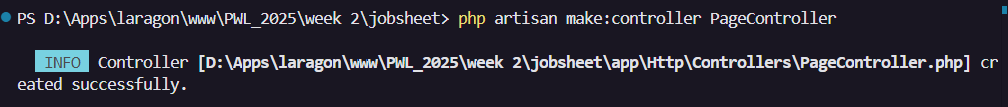 PS D:\Apps\laragon\www\PWL_2025\week 2\jobsheet> php artisan make:controller PageController
INFO Controller [D:\Apps\laragon\www\PWL_2025\week 2\jobsheet\app\Http\Controllers\PageController.php] cr
eated successfully.